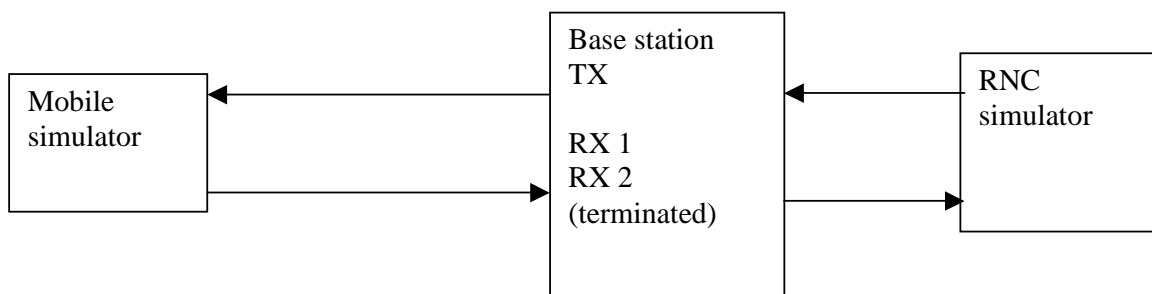 Mobile
simulator
Base station
TX
RX 1
RX 2
(terminated)
RNC
simulator